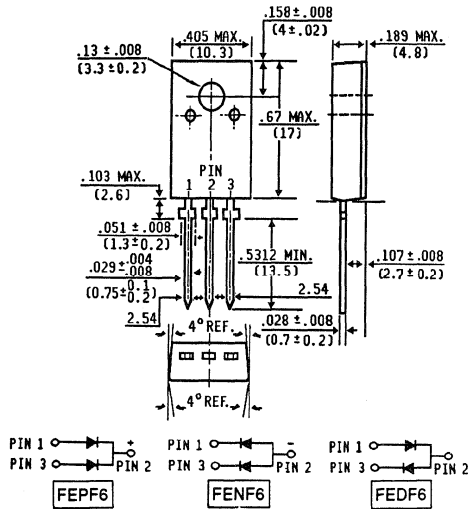 .158±.008
(4±.02)
.405 MAX.
(10.3)
.189 MAX.
(4.8)
.13±.008
(3.3±0.2)
.67 MAX.
(17)
PIN
1 2 3
.103 MAX.
(2.6)
.051±.008
(1.3±0.2)
.5312 MIN.
(13.5)
.107±.008
(2.7±0.2)
.029+.004
-.008
(0.75+0.1
-0.2)
2.54
2.54
.028±.008
(0.7±0.2)
4° REF.
4° REF.
PIN 1 +
PIN 3 PIN 2
FEPF6
PIN 1 −
PIN 3 PIN 2
FENF6
PIN 1
PIN 3 PIN 2
FEDF6